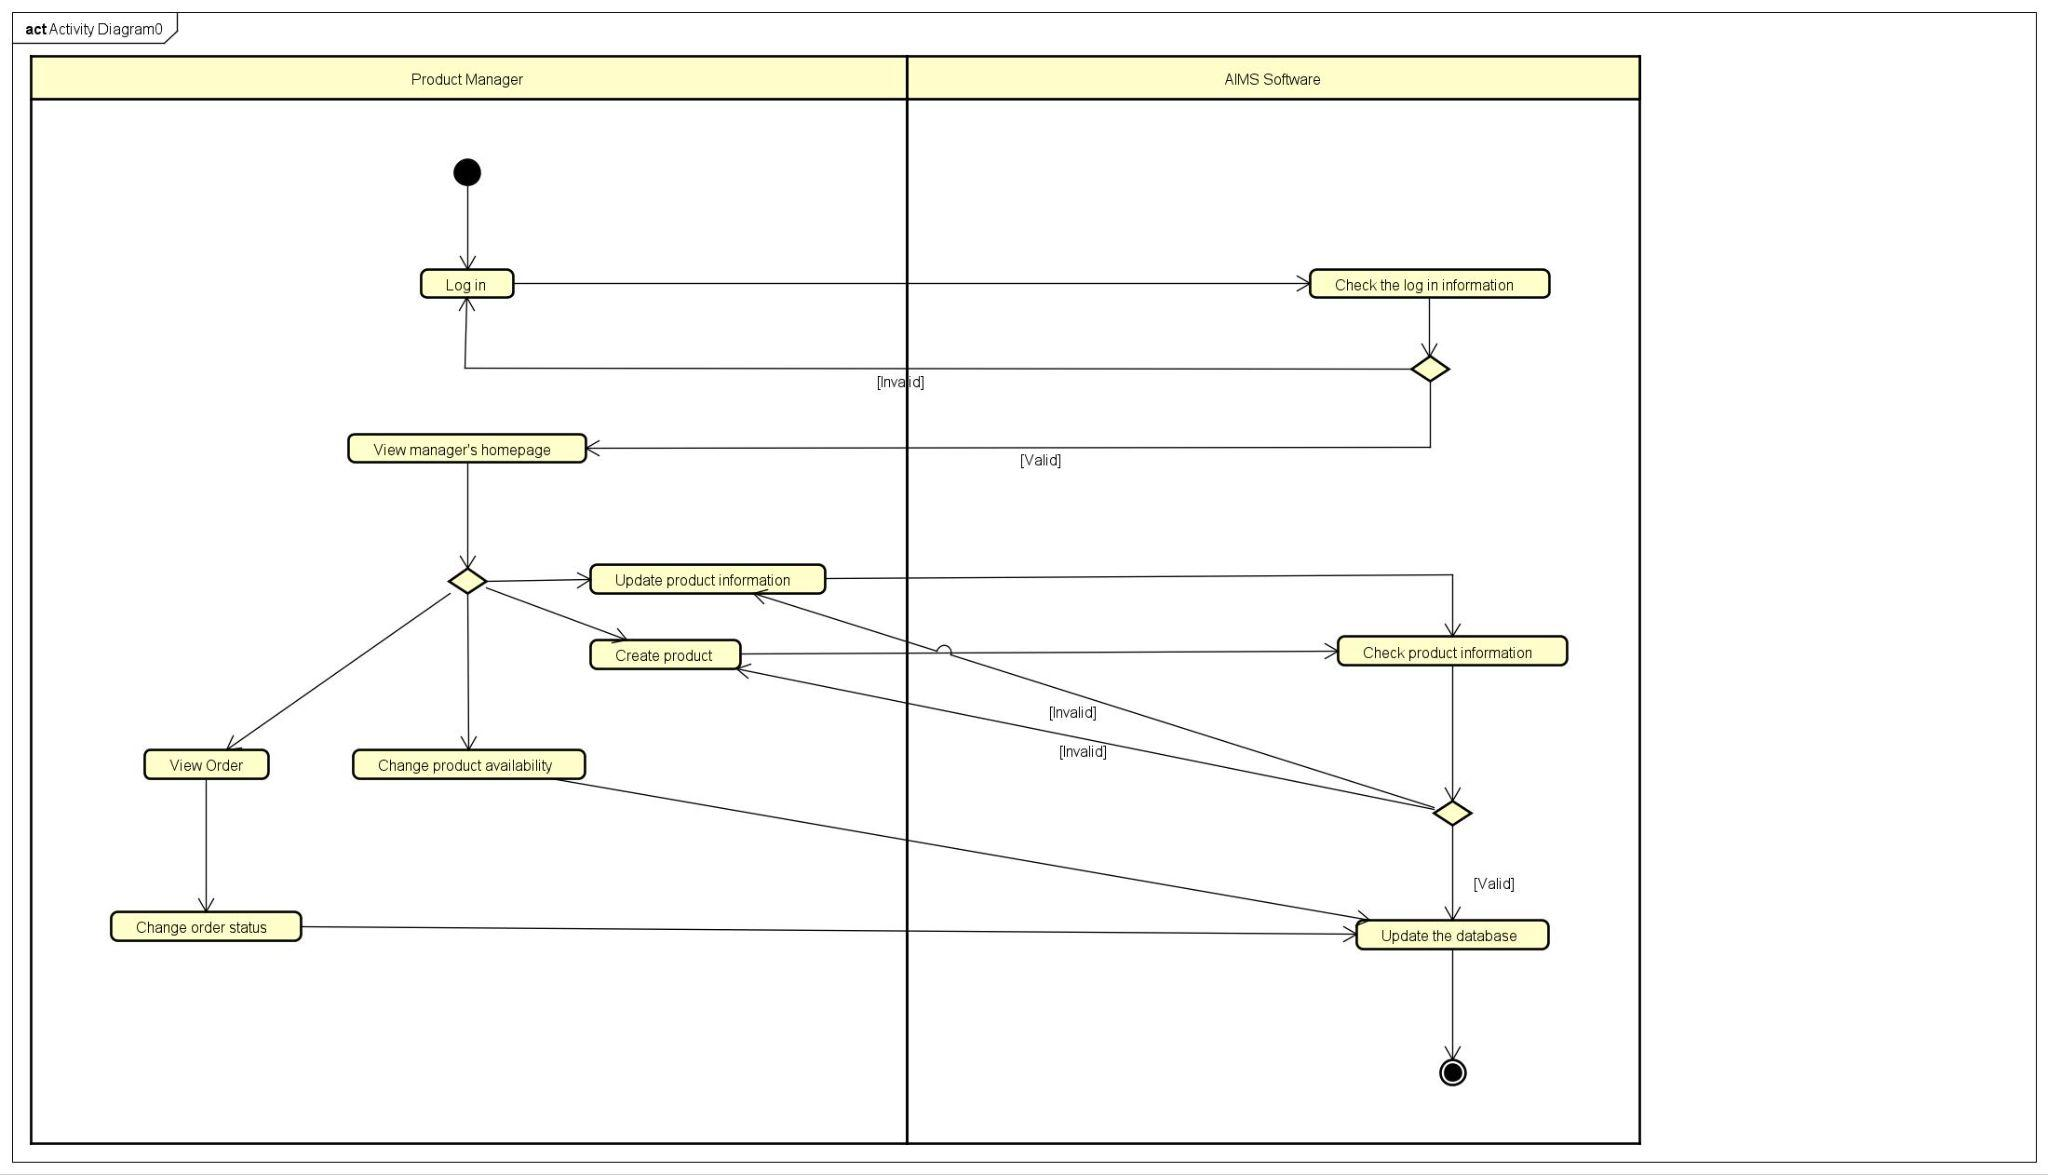 act Activity Diagram0
Product Manager
AIMS Software
Log in
Check the log in information
[Invalid]
View manager's homepage
[Valid]
Update product information
Create product
Check product information
[Invalid]
[Invalid]
View Order
Change product availability
[Valid]
Change order status
Update the database